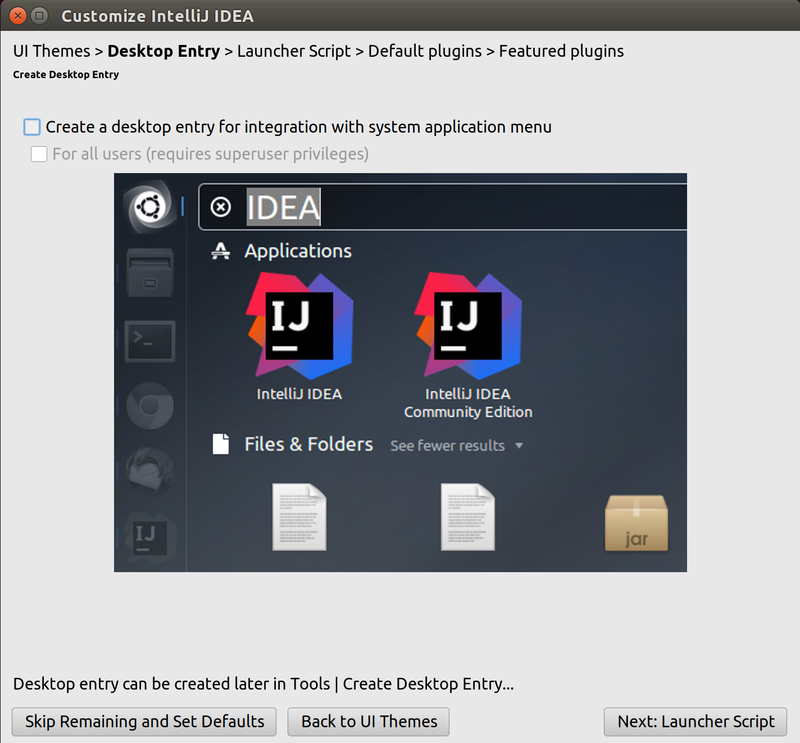 Customize IntelliJ IDEA
UI Themes > Desktop Entry > Launcher Script > Default plugins > Featured plugins
Create Desktop Entry
Create a desktop entry for integration with system application menu
For all users (requires superuser privileges)
IDEA
Applications
IJ
IJ
IntelliJ IDEA
IntelliJ IDEA
Community Edition
Files & Folders
See fewer results
IJ
jar
Desktop entry can be created later in Tools | Create Desktop Entry...
Skip Remaining and Set Defaults
Back to UI Themes
Next: Launcher Script